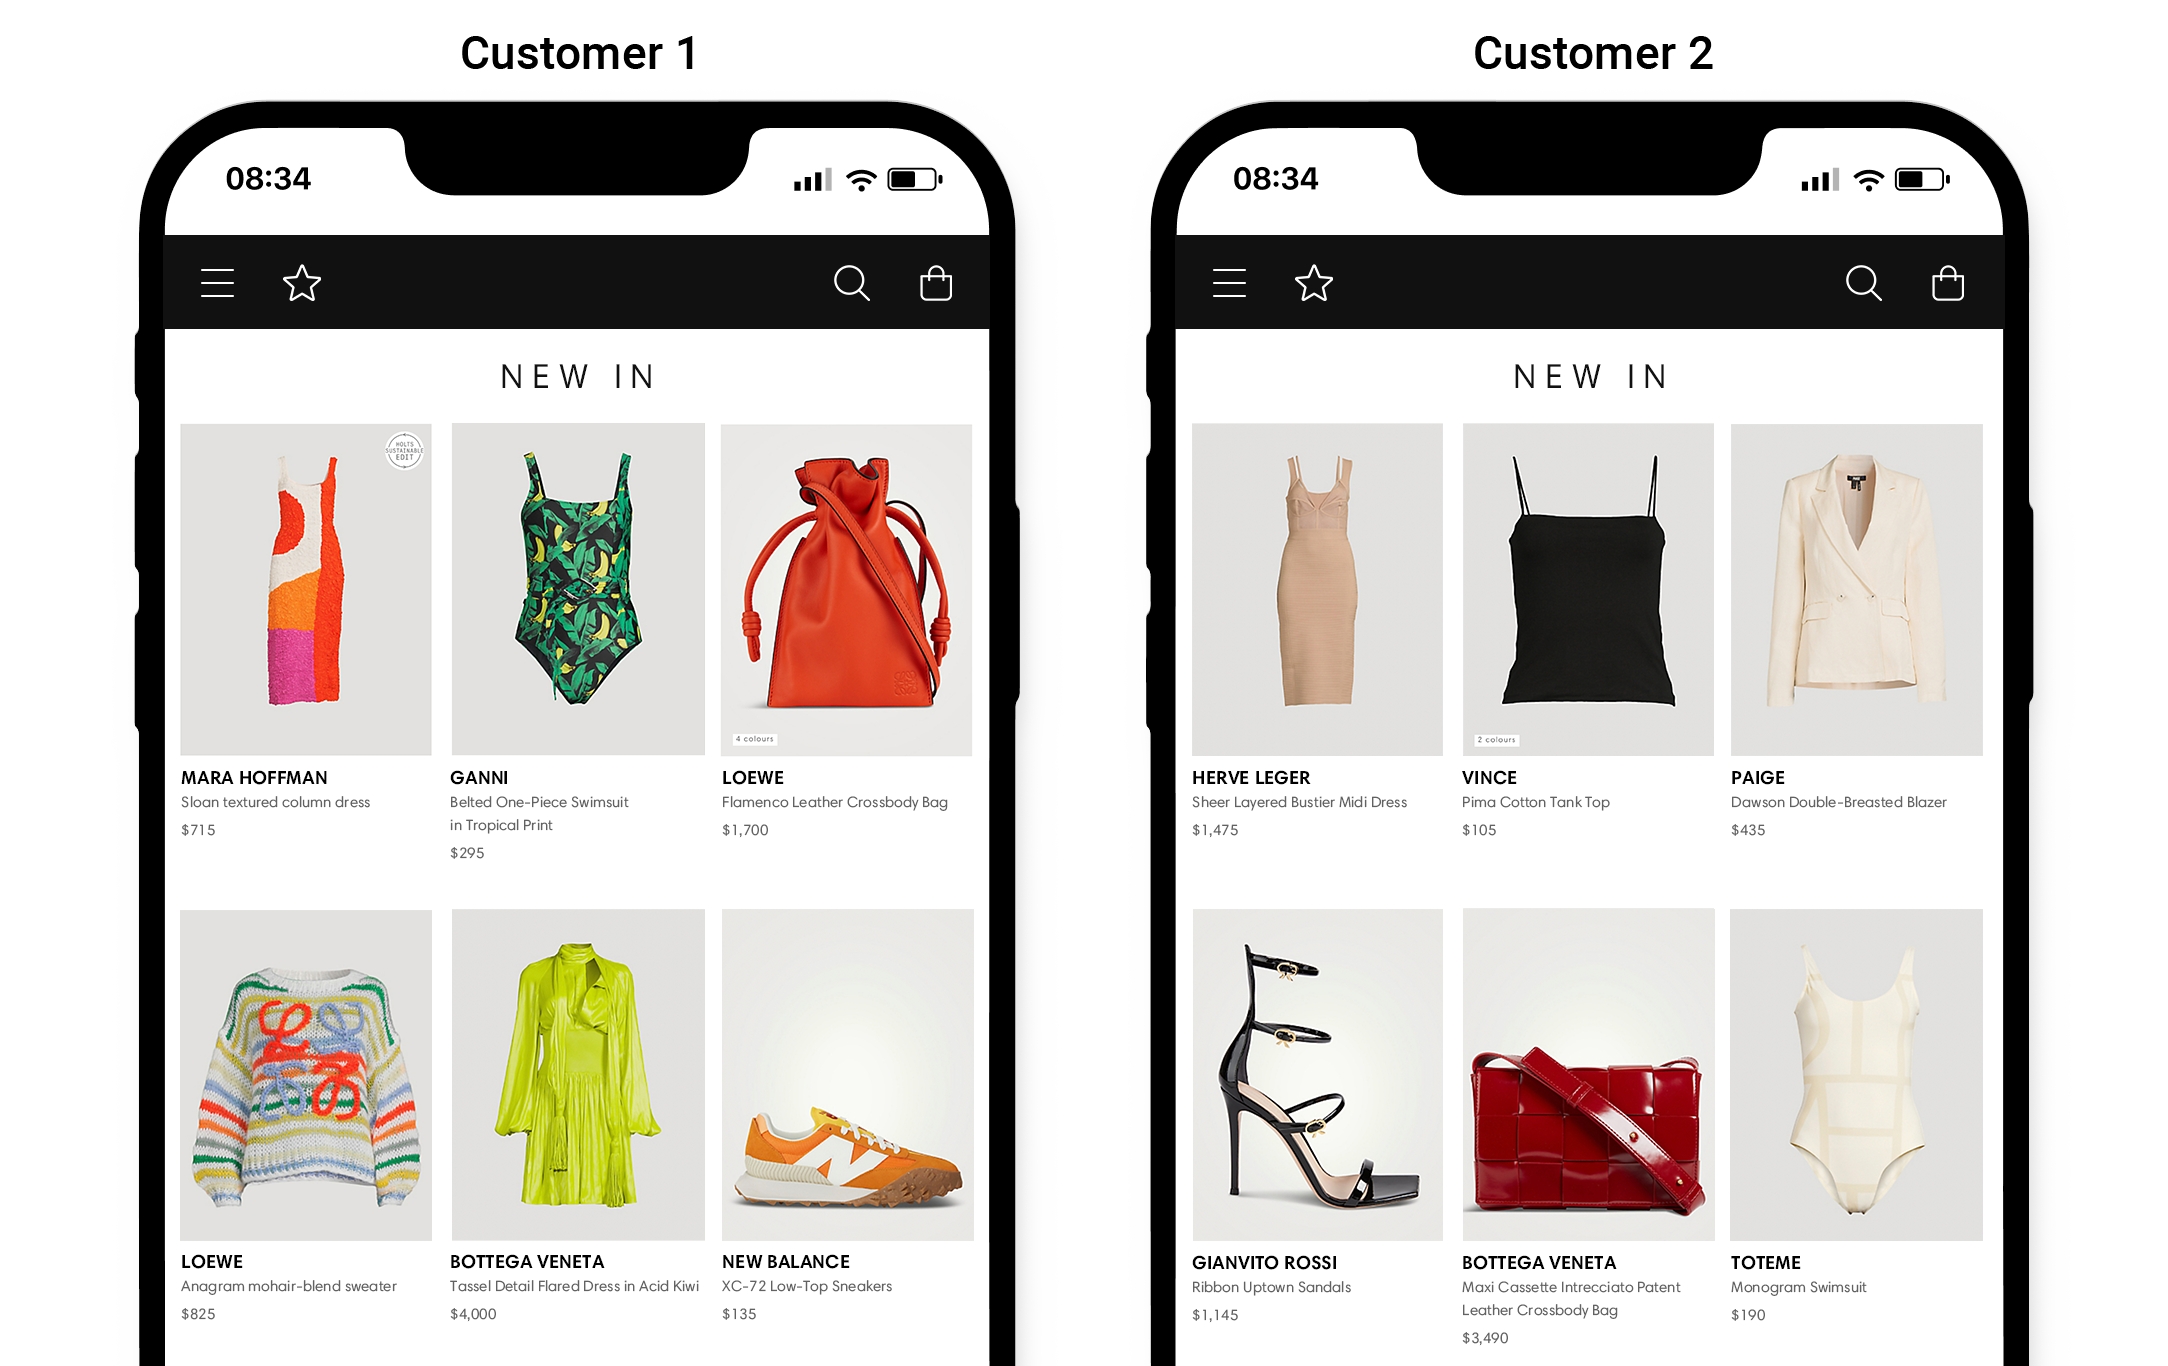 Customer 1
08:34
NEW IN
HOLTS
SUSTAINABLE
EDIT
MARA HOFFMAN
Sloan textured column dress
$715
GANNI
Belted One-Piece Swimsuit
in Tropical Print
$295
4 colours
LOEWE
Flamenco Leather Crossbody Bag
$1,700
LOEWE
Anagram mohair-blend sweater
$825
BOTTEGA VENETA
Tassel Detail Flared Dress in Acid Kiwi
$4,000
NEW BALANCE
XC-72 Low-Top Sneakers
$135
Customer 2
08:34
NEW IN
HERVE LEGER
Sheer Layered Bustier Midi Dress
$1,475
2 colours
VINCE
Pima Cotton Tank Top
$105
PAIGE
Dawson Double-Breasted Blazer
$435
GIANVITO ROSSI
Ribbon Uptown Sandals
$1,145
BOTTEGA VENETA
Maxi Cassette Intrecciato Patent
Leather Crossbody Bag
$3,490
TOTEME
Monogram Swimsuit
$190